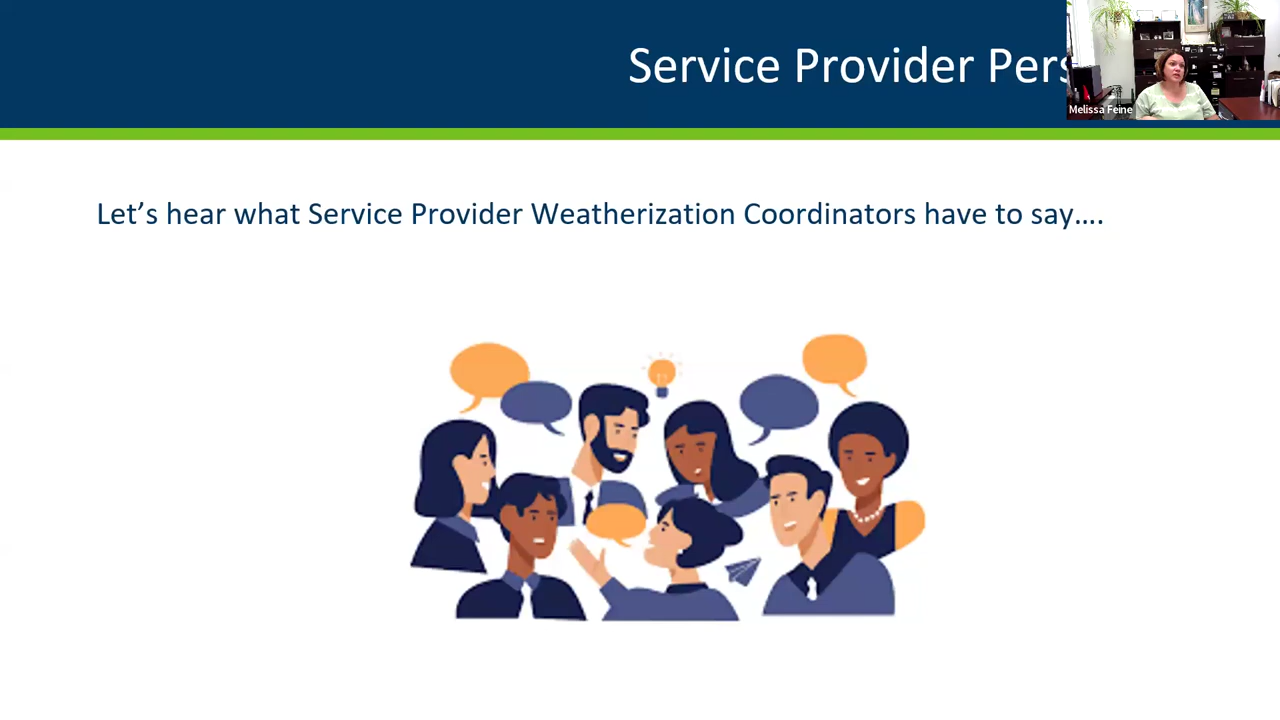 Service Provider Pers
Melissa Feine
Let’s hear what Service Provider Weatherization Coordinators have to say....